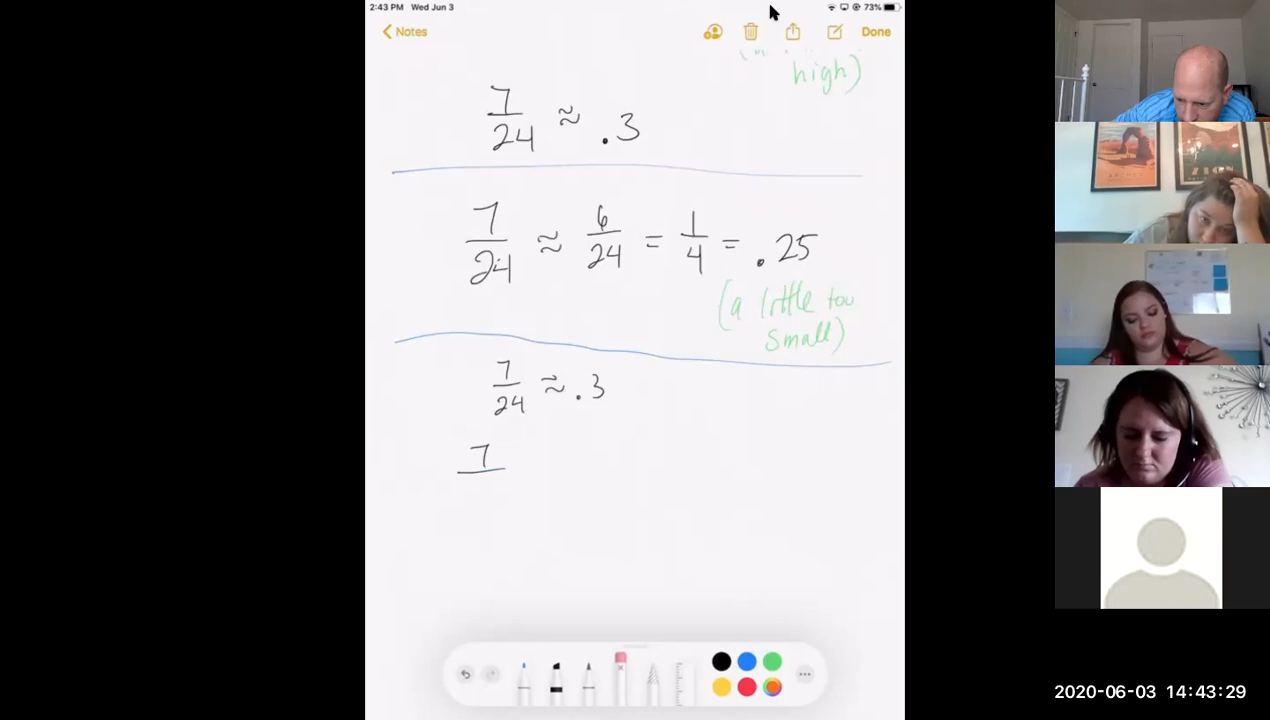 2:43 PM Wed Jun 3 73%
Notes Done
high)
7/24 ≈ .3
7/24 ≈ 6/24 = 1/4 = .25
(a little too
small)
7/24 ≈ .3
7
2020-06-03 14:43:29